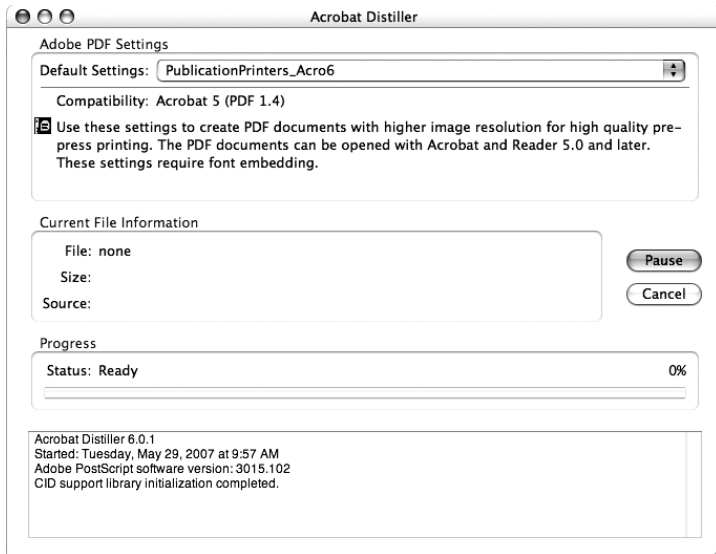 Acrobat Distiller
Adobe PDF Settings
Default Settings: PublicationPrinters_Acro6
Compatibility: Acrobat 5 (PDF 1.4)
Use these settings to create PDF documents with higher image resolution for high quality pre-
press printing. The PDF documents can be opened with Acrobat and Reader 5.0 and later.
These settings require font embedding.
Current File Information
File: none
Size:
Source:
Pause
Cancel
Progress
Status: Ready 0%
Acrobat Distiller 6.0.1
Started: Tuesday, May 29, 2007 at 9:57 AM
Adobe PostScript software version: 3015.102
CID support library initialization completed.